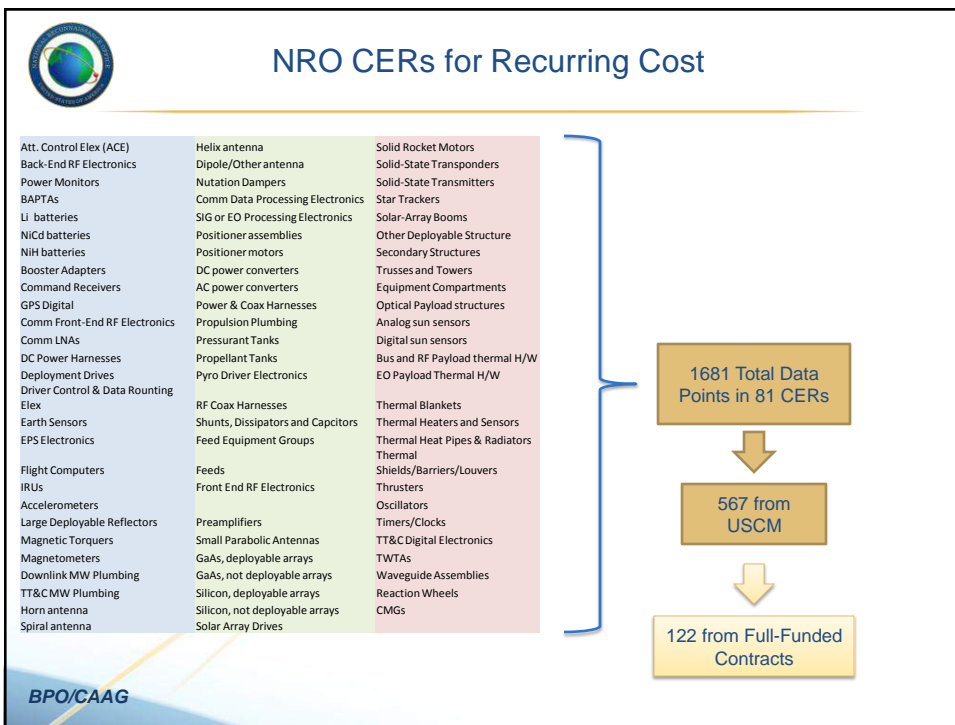 NATIONAL RECONNAISSANCE OFFICE
UNITED STATES OF AMERICA
NRO CERs for Recurring Cost
Att. Control Elex (ACE)
Back-End RF Electronics
Power Monitors
BAPTAs
Li batteries
NiCd batteries
NiH batteries
Booster Adapters
Command Receivers
GPS Digital
Comm Front-End RF Electronics
Comm LNAs
DC Power Harnesses
Deployment Drives
Driver Control & Data Rounting
Elex
Earth Sensors
EPS Electronics
Flight Computers
IRUs
Accelerometers
Large Deployable Reflectors
Magnetic Torquers
Magnetometers
Downlink MW Plumbing
TT&C MW Plumbing
Horn antenna
Spiral antenna
Helix antenna
Dipole/Other antenna
Nutation Dampers
Comm Data Processing Electronics
SIG or EO Processing Electronics
Positioner assemblies
Positioner motors
DC power converters
AC power converters
Power & Coax Harnesses
Propulsion Plumbing
Pressurant Tanks
Propellant Tanks
Pyro Driver Electronics
RF Coax Harnesses
Shunts, Dissipators and Capcitors
Feed Equipment Groups
Feeds
Front End RF Electronics
Preamplifiers
Small Parabolic Antennas
GaAs, deployable arrays
GaAs, not deployable arrays
Silicon, deployable arrays
Silicon, not deployable arrays
Solar Array Drives
Solid Rocket Motors
Solid-State Transponders
Solid-State Transmitters
Star Trackers
Solar-Array Booms
Other Deployable Structure
Secondary Structures
Trusses and Towers
Equipment Compartments
Optical Payload structures
Analog sun sensors
Digital sun sensors
Bus and RF Payload thermal H/W
EO Payload Thermal H/W
Thermal Blankets
Thermal Heaters and Sensors
Thermal Heat Pipes & Radiators
Thermal
Shields/Barriers/Louvers
Thrusters
Oscillators
Timers/Clocks
TT&C Digital Electronics
TWTAs
Waveguide Assemblies
Reaction Wheels
CMGs
1681 Total Data
Points in 81 CERs
567 from
USCM
122 from Full-Funded
Contracts
BPO/CAAG